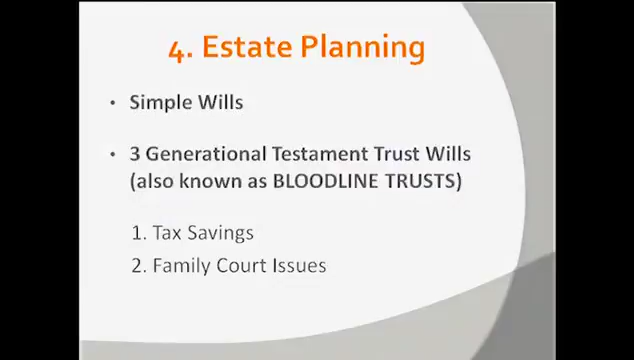 4. Estate Planning
• Simple Wills
• 3 Generational Testament Trust Wills
(also known as BLOODLINE TRUSTS)
1. Tax Savings
2. Family Court Issues